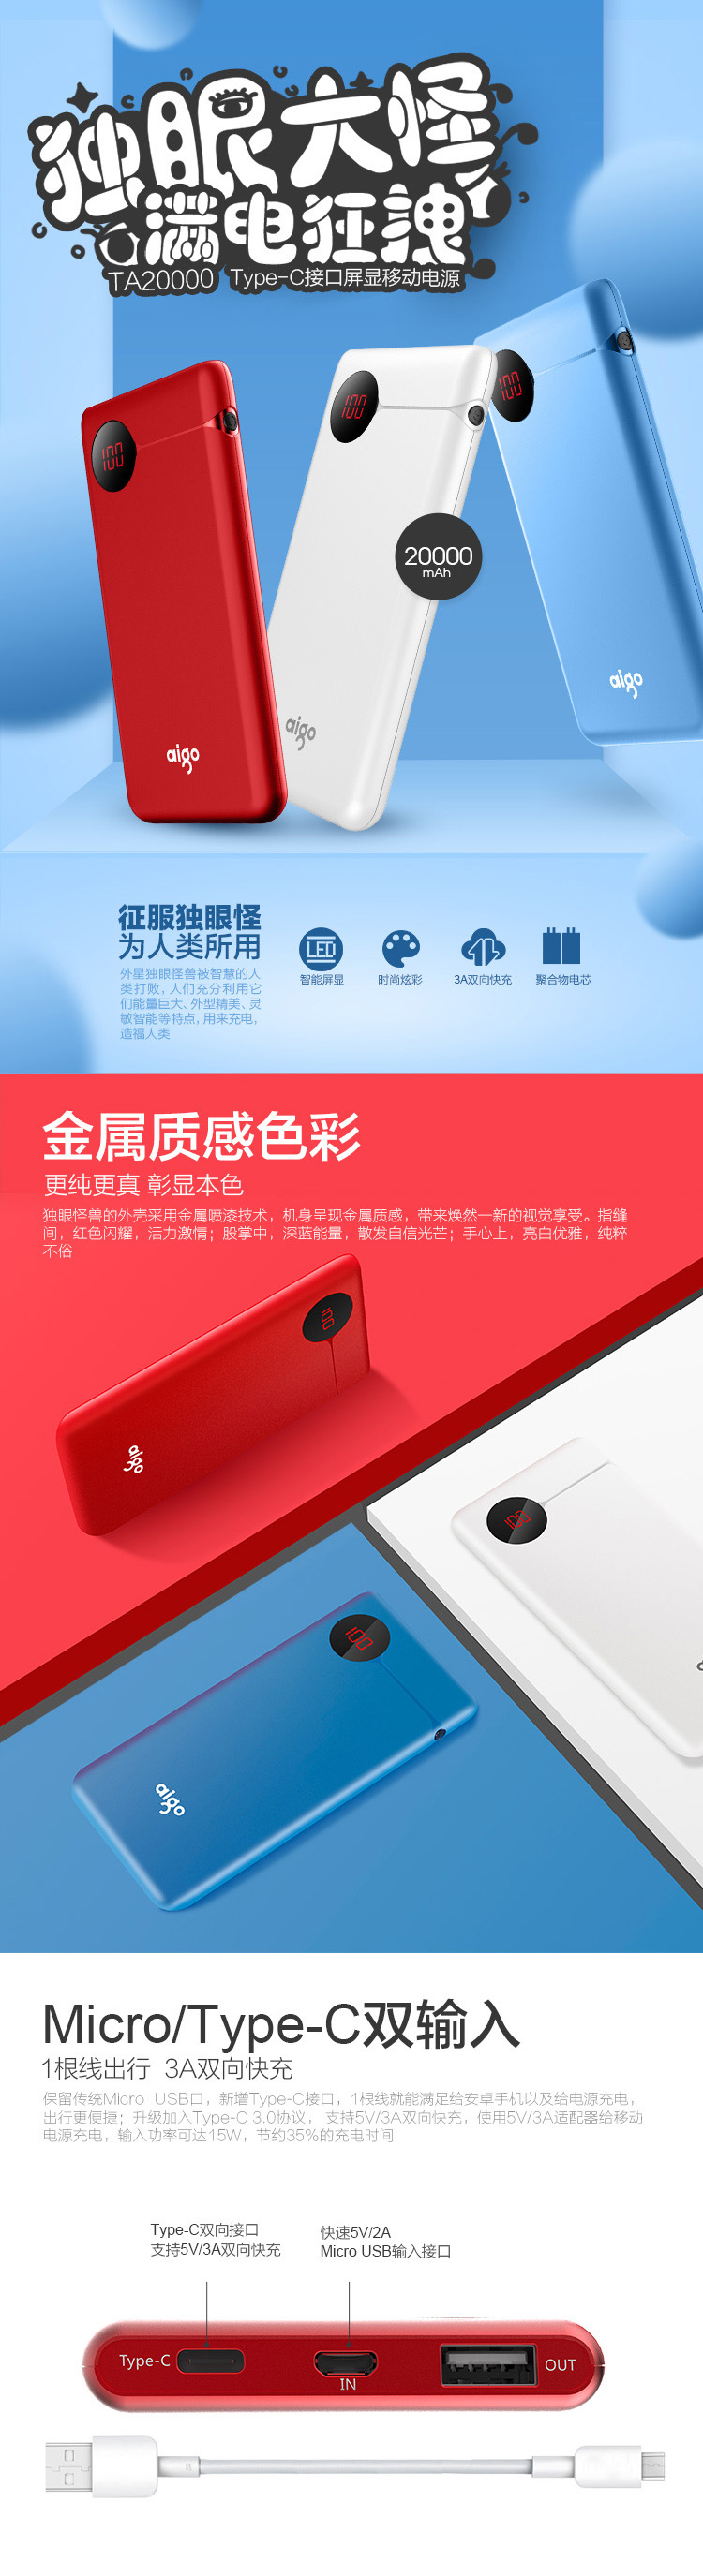 独眼大怪
满电狂魂
TA20000 Type-C接口屏显移动电源
100
100
100
20000
mAh
aigo
aigo
aigo
征服独眼怪
为人类所用
外星独眼怪兽被智慧的人
类打败，人们充分利用它
们能量巨大、外型精美、灵
敏智能等特点，用来充电，
造福人类
LED
智能屏显
时尚炫彩
3A双向快充
聚合物电芯
金属质感色彩
更纯更真 彰显本色
独眼怪兽的外壳采用金属喷漆技术，机身呈现金属质感，带来焕然一新的视觉享受。指缝
间，红色闪耀，活力激情；股掌中，深蓝能量，散发自信光芒；手心上，亮白优雅，纯粹
不俗
100
aigo
100
100
aigo
Micro/Type-C双输入
1根线出行 3A双向快充
保留传统Micro USB口，新增Type-C接口，1根线就能满足给安卓手机以及给电源充电，
出行更便捷；升级加入Type-C 3.0协议， 支持5V/3A双向快充，使用5V/3A适配器给移动
电源充电，输入功率可达15W，节约35%的充电时间
Type-C双向接口
支持5V/3A双向快充
快速5V/2A
Micro USB输入接口
Type-C
IN
OUT